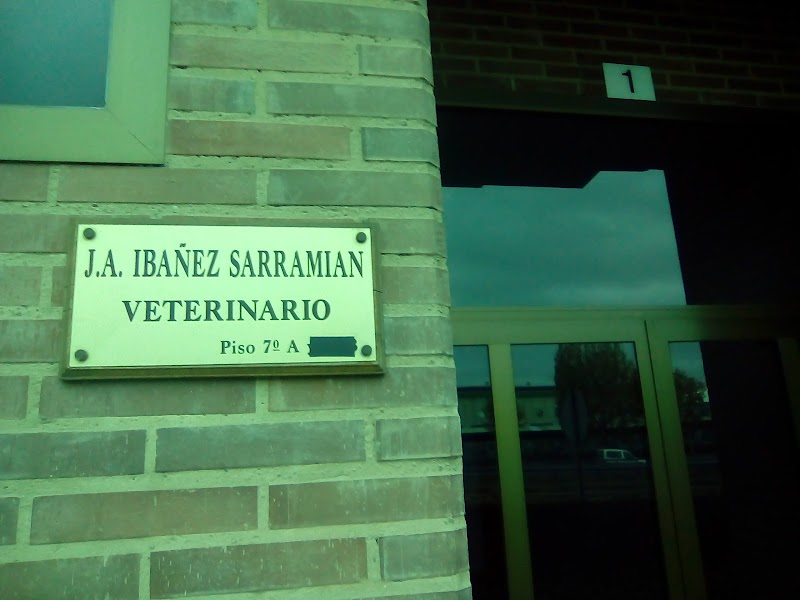 J.A. IBAÑEZ SARRAMIAN
VETERINARIO
Piso 7º A
1